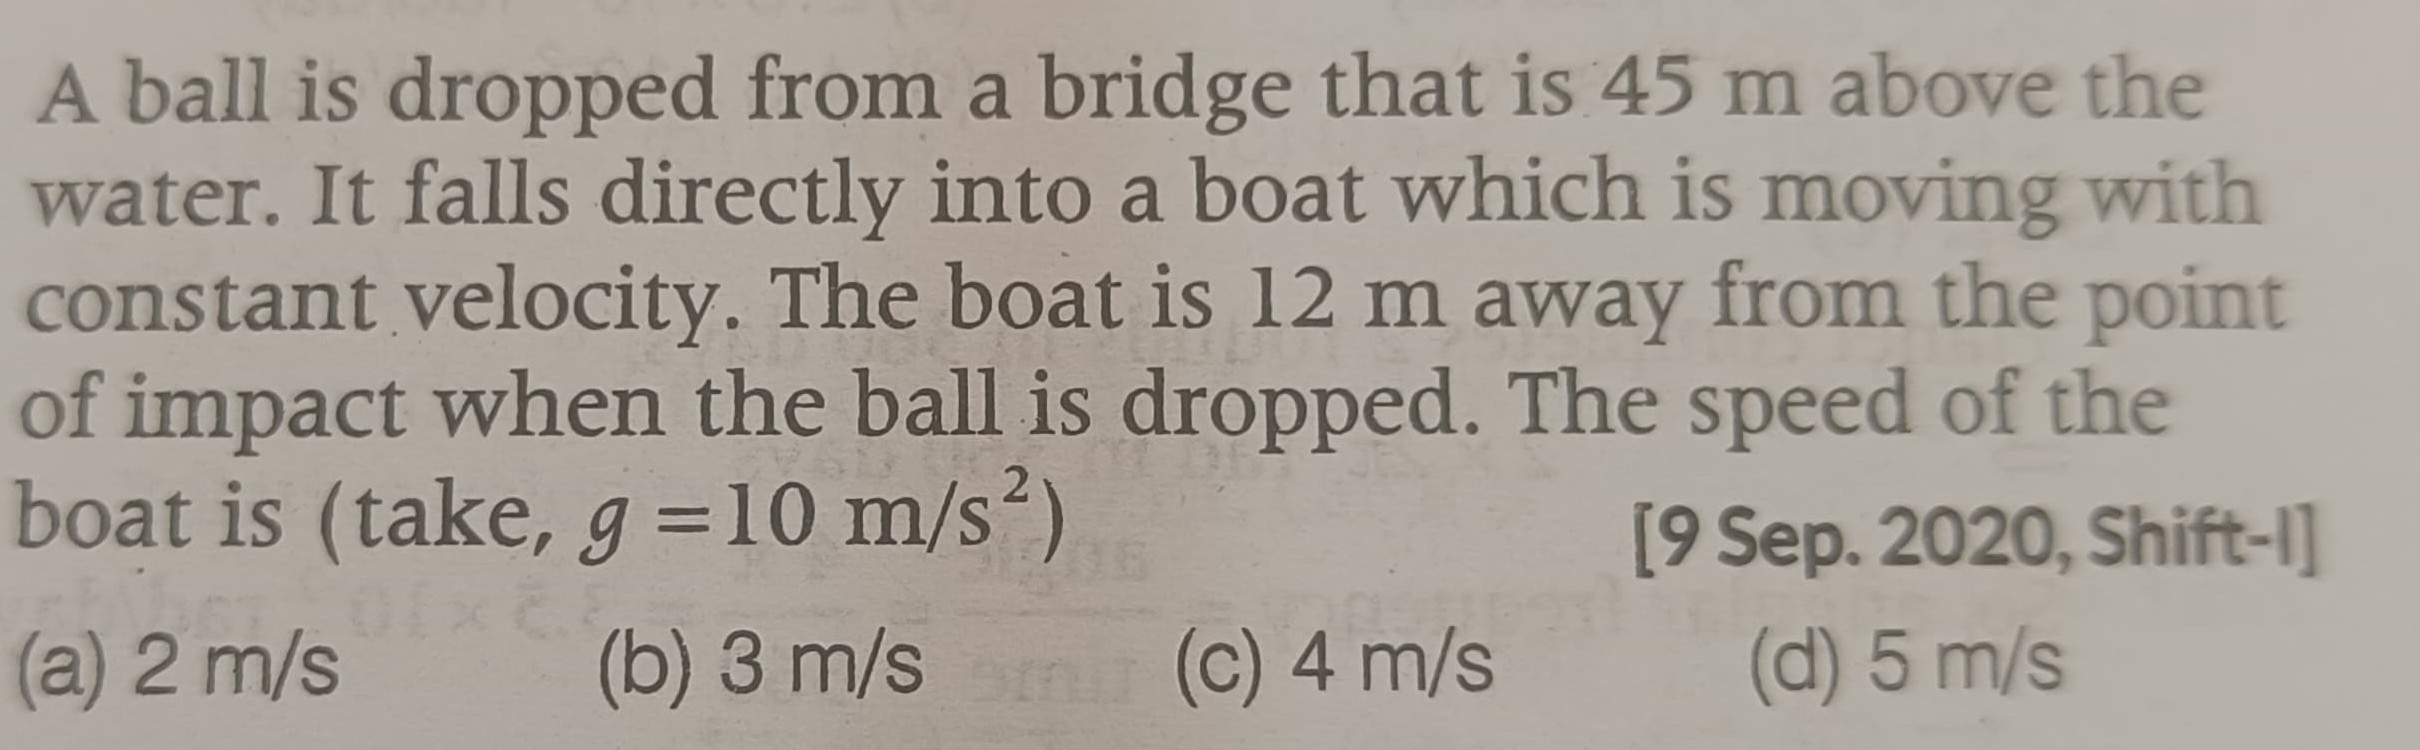 A ball is dropped from a bridge that is 45 m above the
water. It falls directly into a boat which is moving with
constant velocity. The boat is 12 m away from the point
of impact when the ball is dropped. The speed of the
boat is (take, g = 10 m/s²) [9 Sep. 2020, Shift-I]
(a) 2 m/s (b) 3 m/s (c) 4 m/s (d) 5 m/s